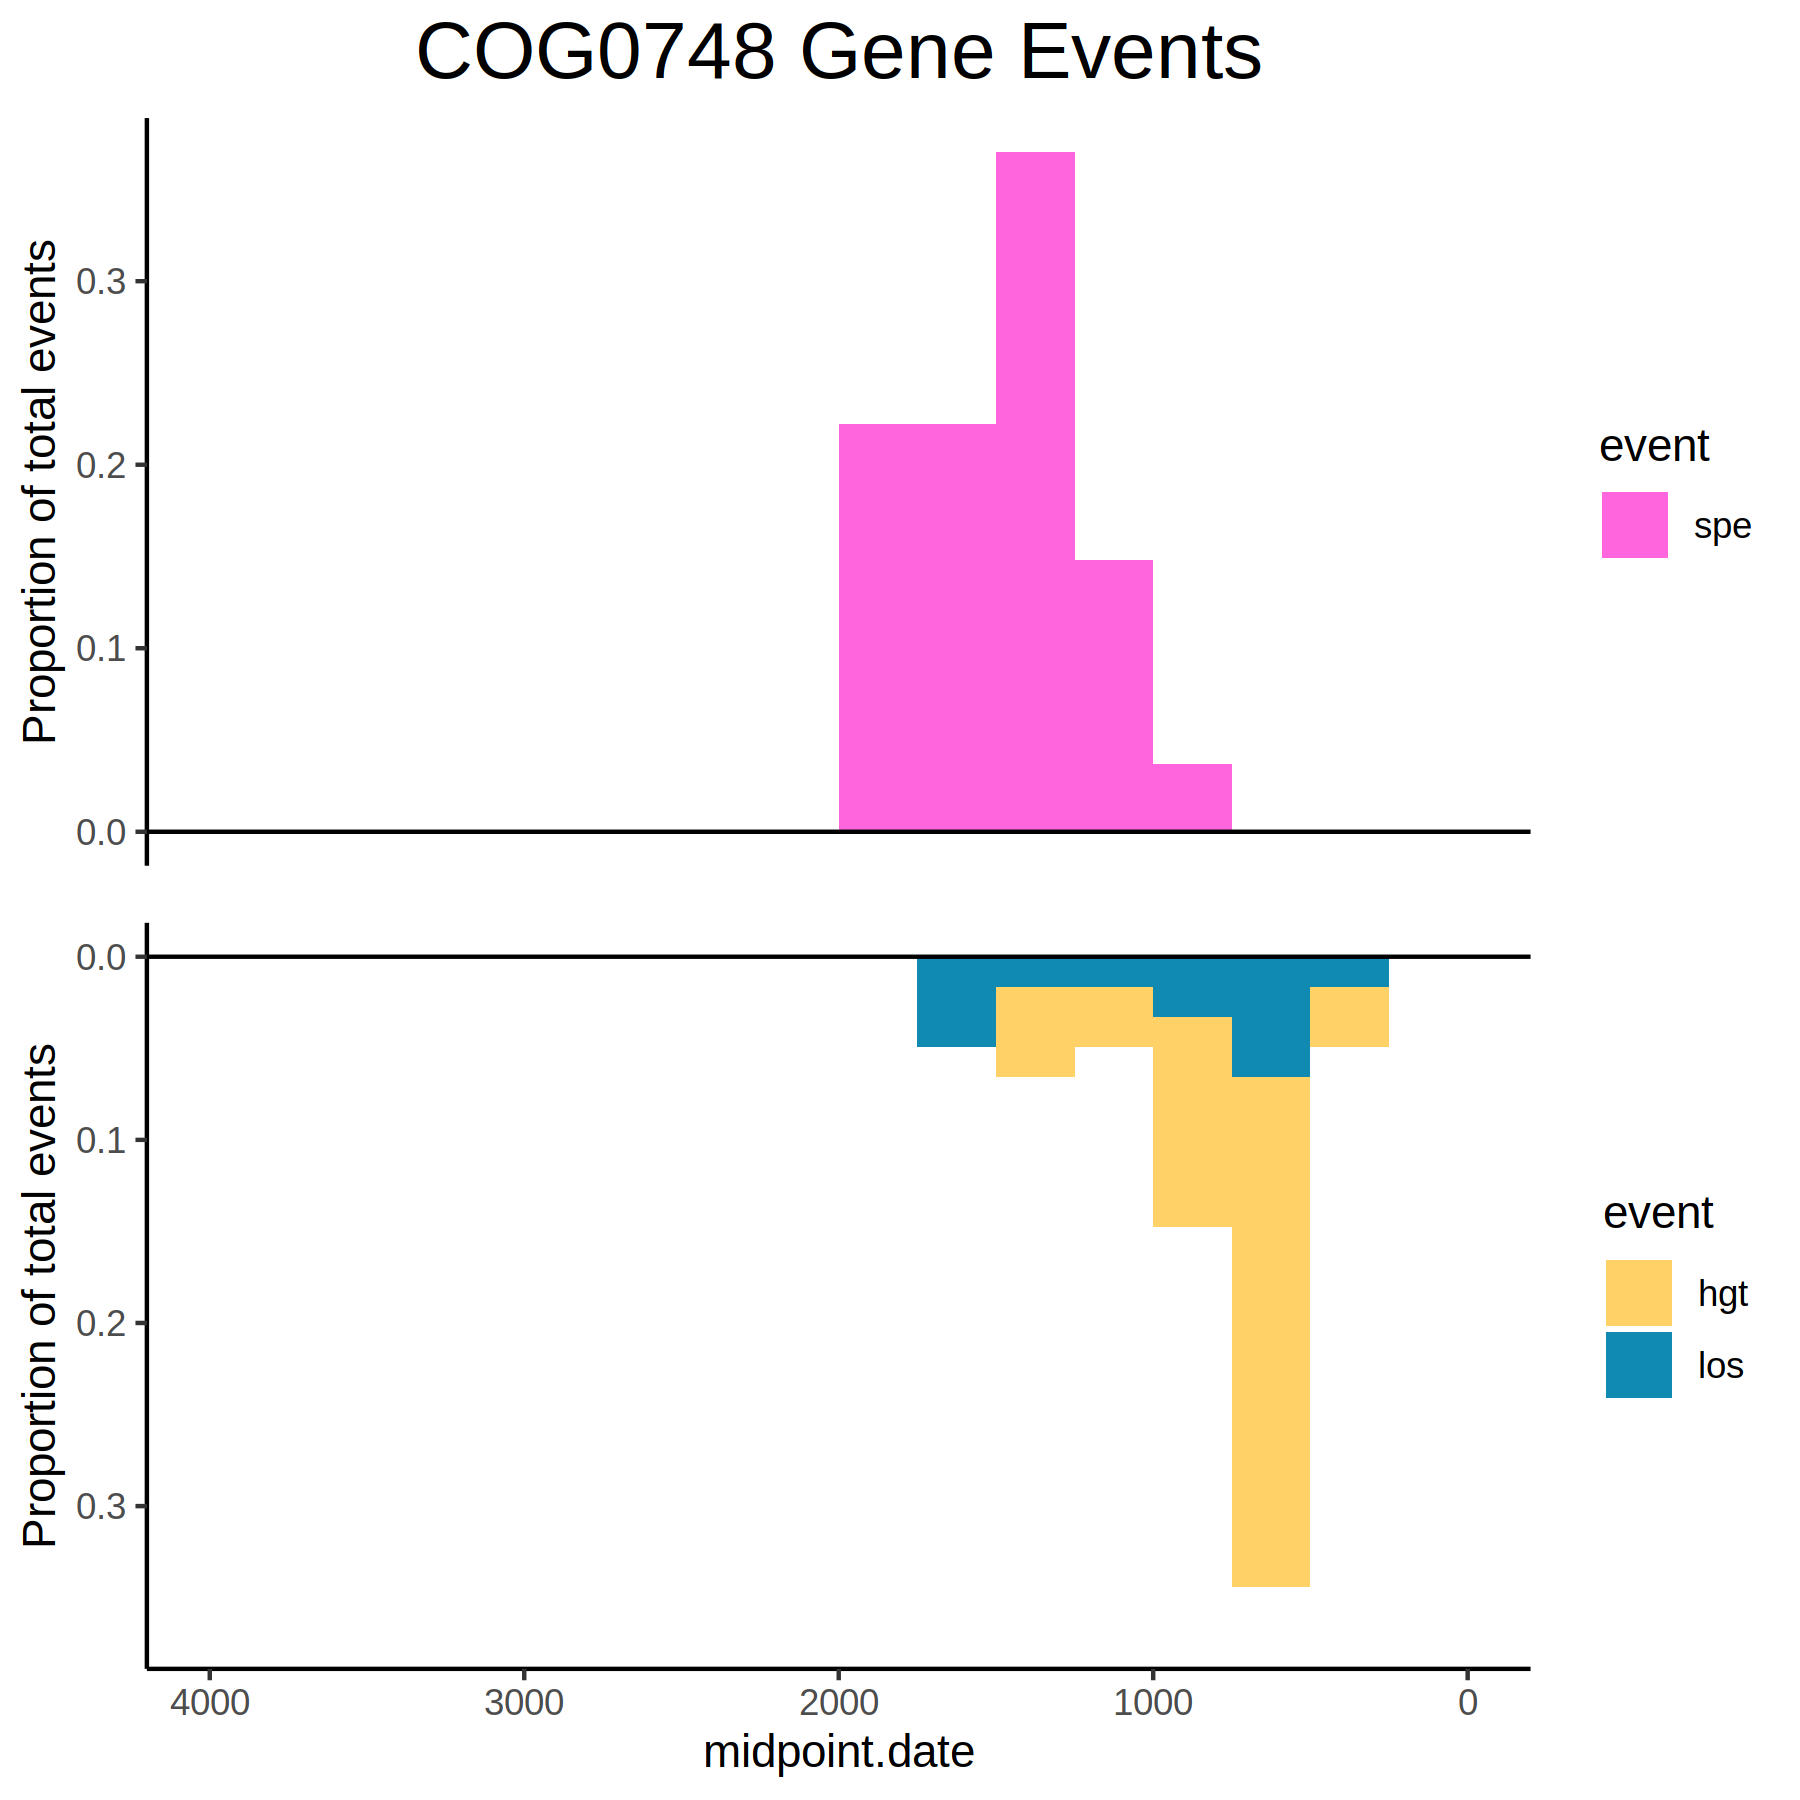 COG0748 Gene Events
Proportion of total events
0.3
0.2
0.1
0.0
event
spe
Proportion of total events
0.0
0.1
0.2
0.3
event
hgt
los
4000 3000 2000 1000 0
midpoint.date